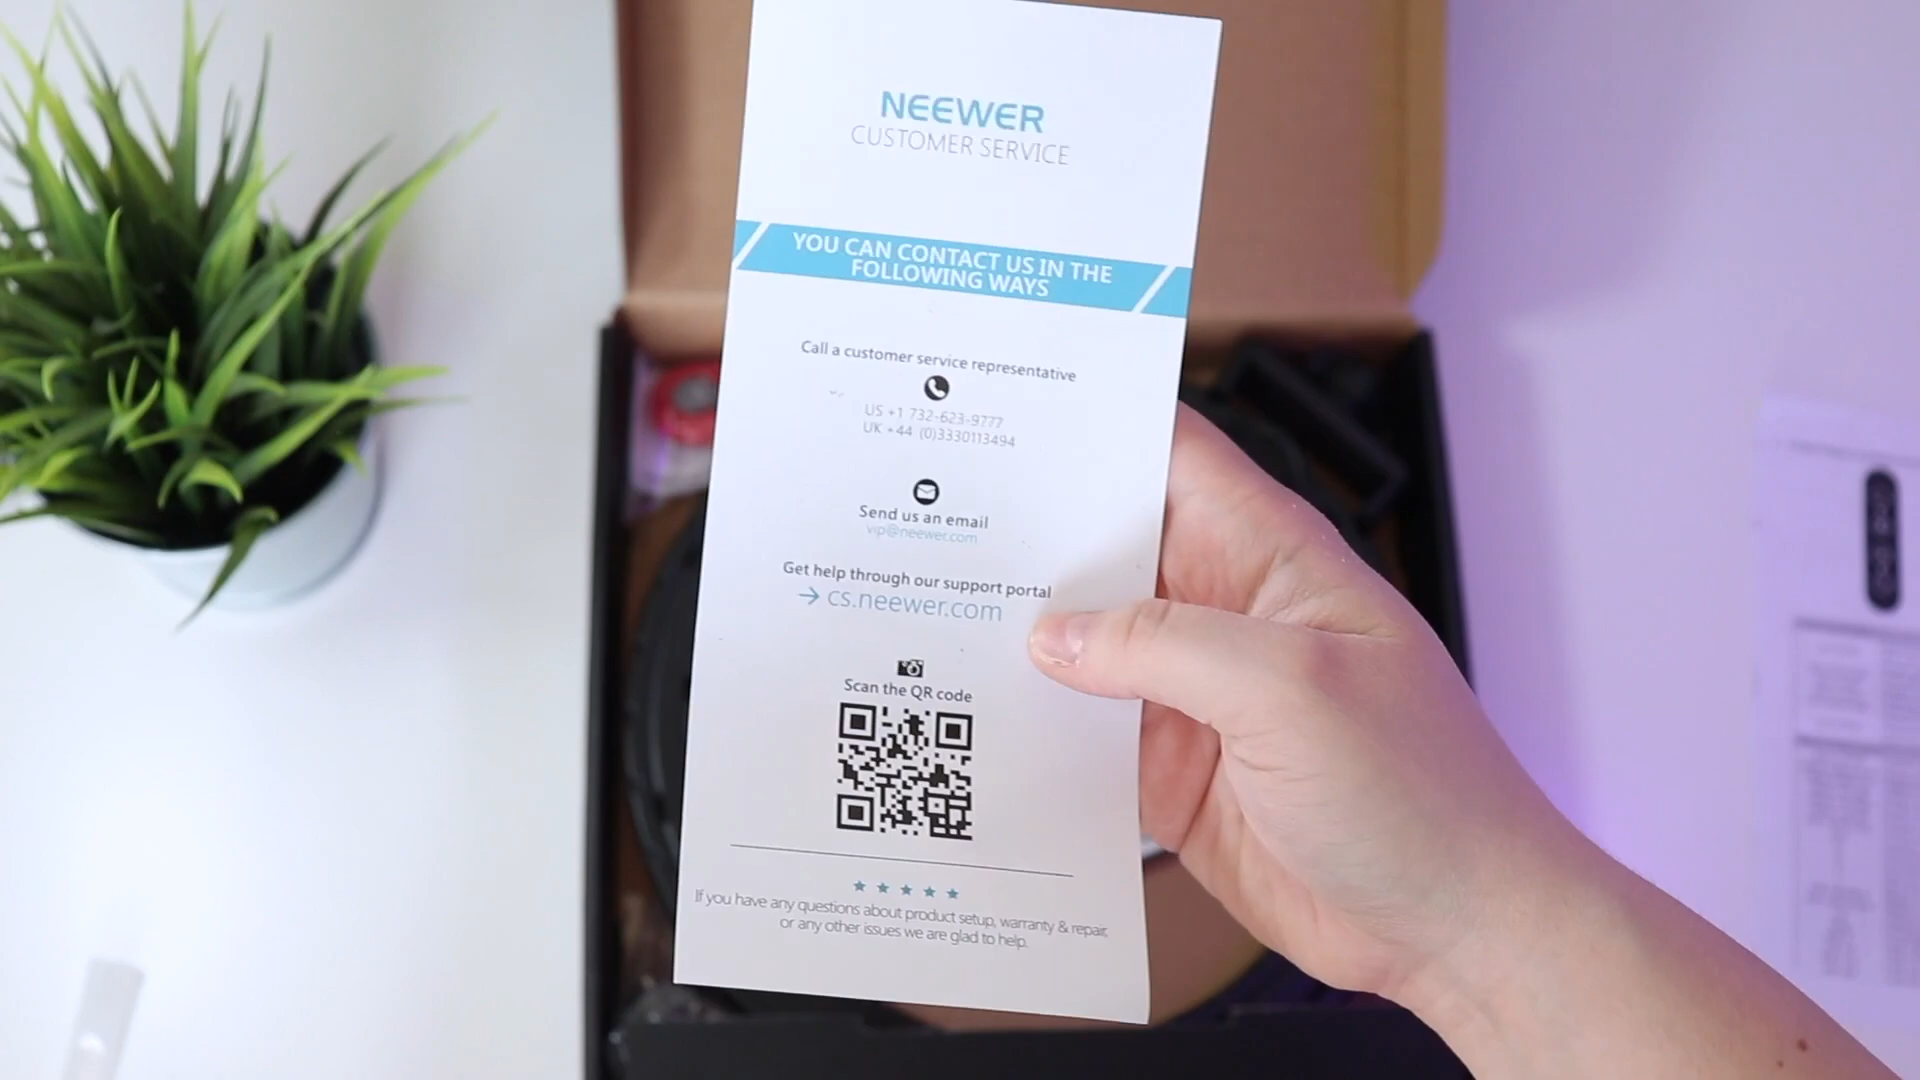 NEEWER
CUSTOMER SERVICE
YOU CAN CONTACT US IN THE
FOLLOWING WAYS
Call a customer service representative
US +1 732-623-9777
UK +44 (0)3330113494
Send us an email
vip@neewer.com
Get help through our support portal
→ cs.neewer.com
Scan the QR code
If you have any questions about product setup, warranty & repair,
or any other issues we are glad to help.